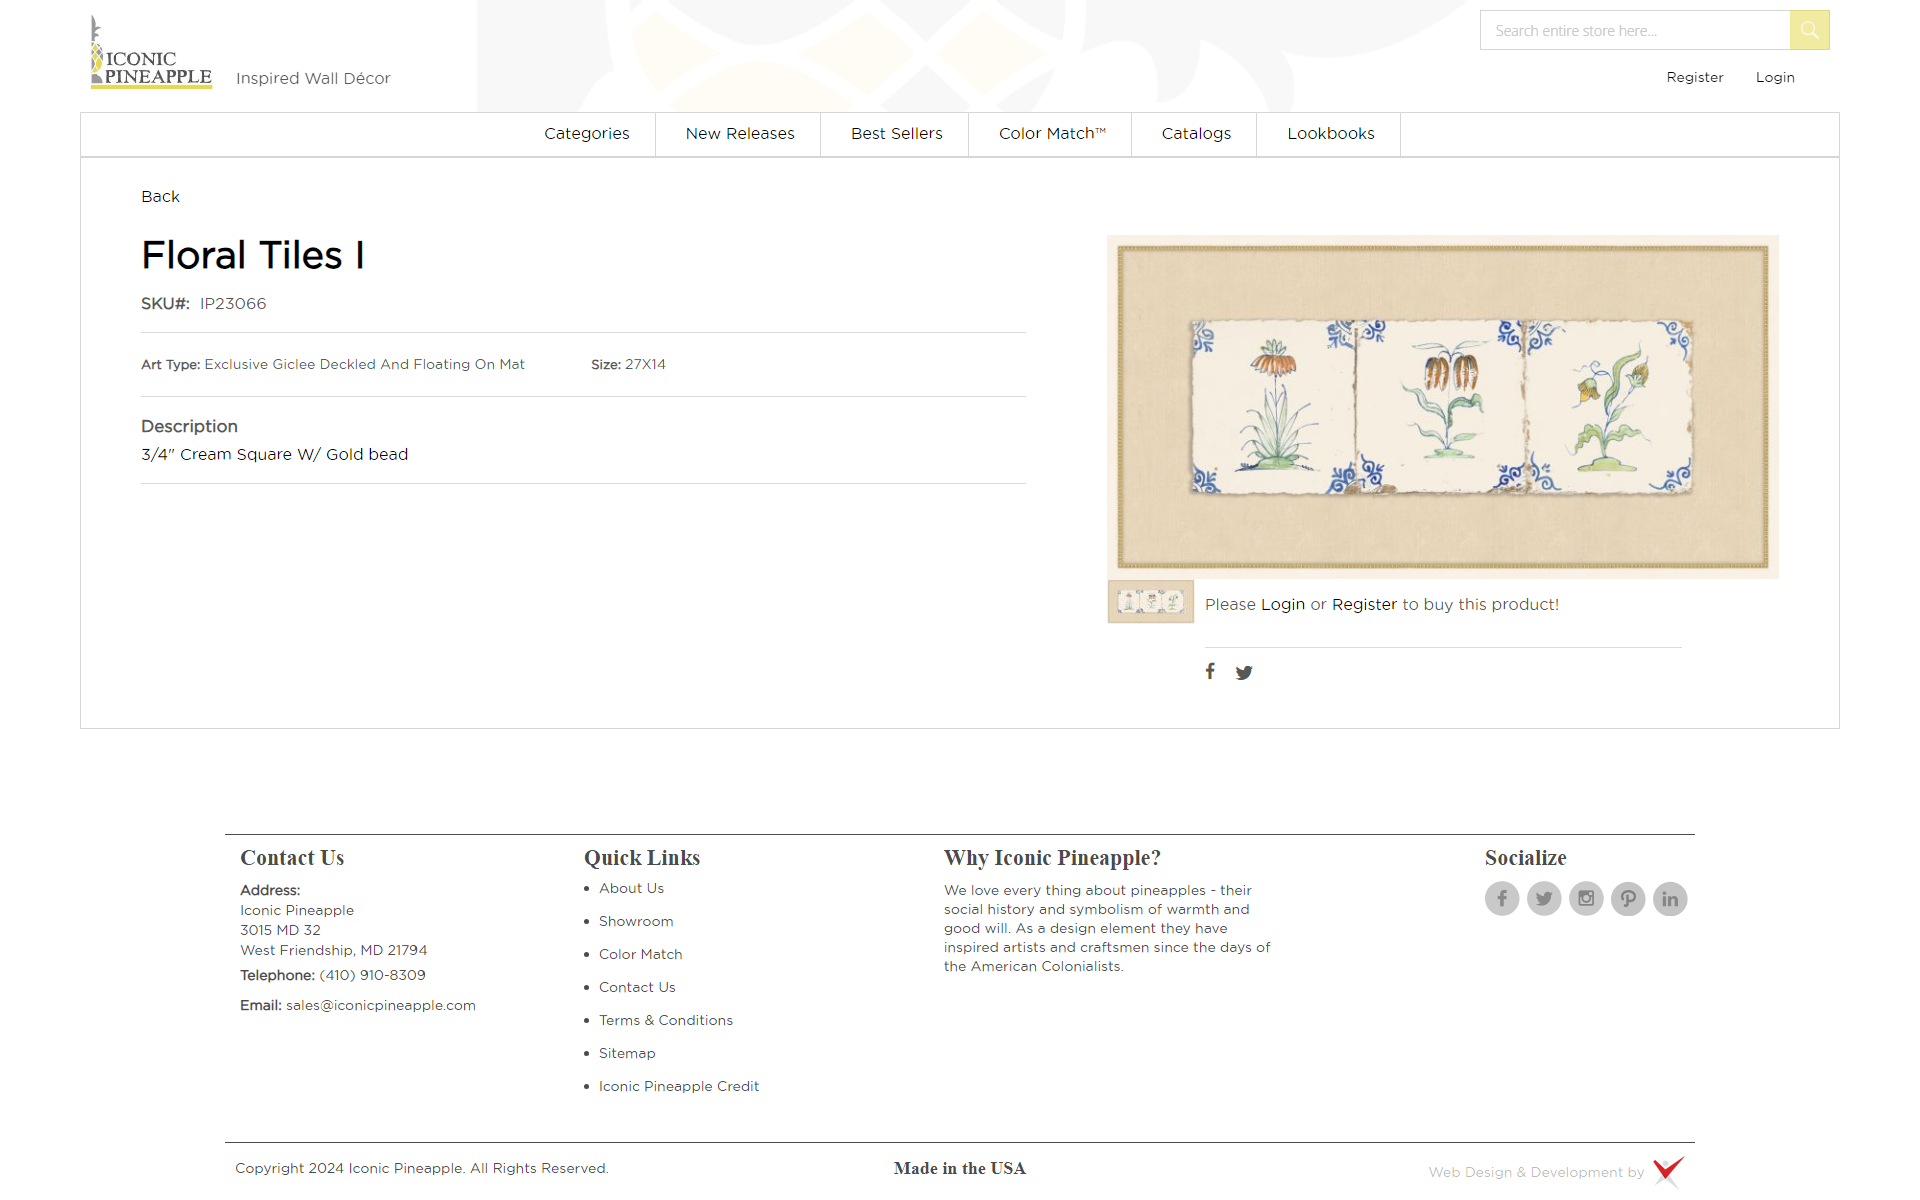 ICONIC
PINEAPPLE
Inspired Wall Décor
Search entire store here...
Register
Login
Categories
New Releases
Best Sellers
Color Match™
Catalogs
Lookbooks
Back
Floral Tiles I
SKU#: IP23066
Art Type: Exclusive Giclee Deckled And Floating On Mat
Size: 27X14
Description
3/4" Cream Square W/ Gold bead
Please Login or Register to buy this product!
Contact Us
Address:
Iconic Pineapple
3015 MD 32
West Friendship, MD 21794
Telephone: (410) 910-8309
Email: sales@iconicpineapple.com
Quick Links
About Us
Showroom
Color Match
Contact Us
Terms & Conditions
Sitemap
Iconic Pineapple Credit
Why Iconic Pineapple?
We love every thing about pineapples - their
social history and symbolism of warmth and
good will. As a design element they have
inspired artists and craftsmen since the days of
the American Colonialists.
Socialize
Copyright 2024 Iconic Pineapple. All Rights Reserved.
Made in the USA
Web Design & Development by